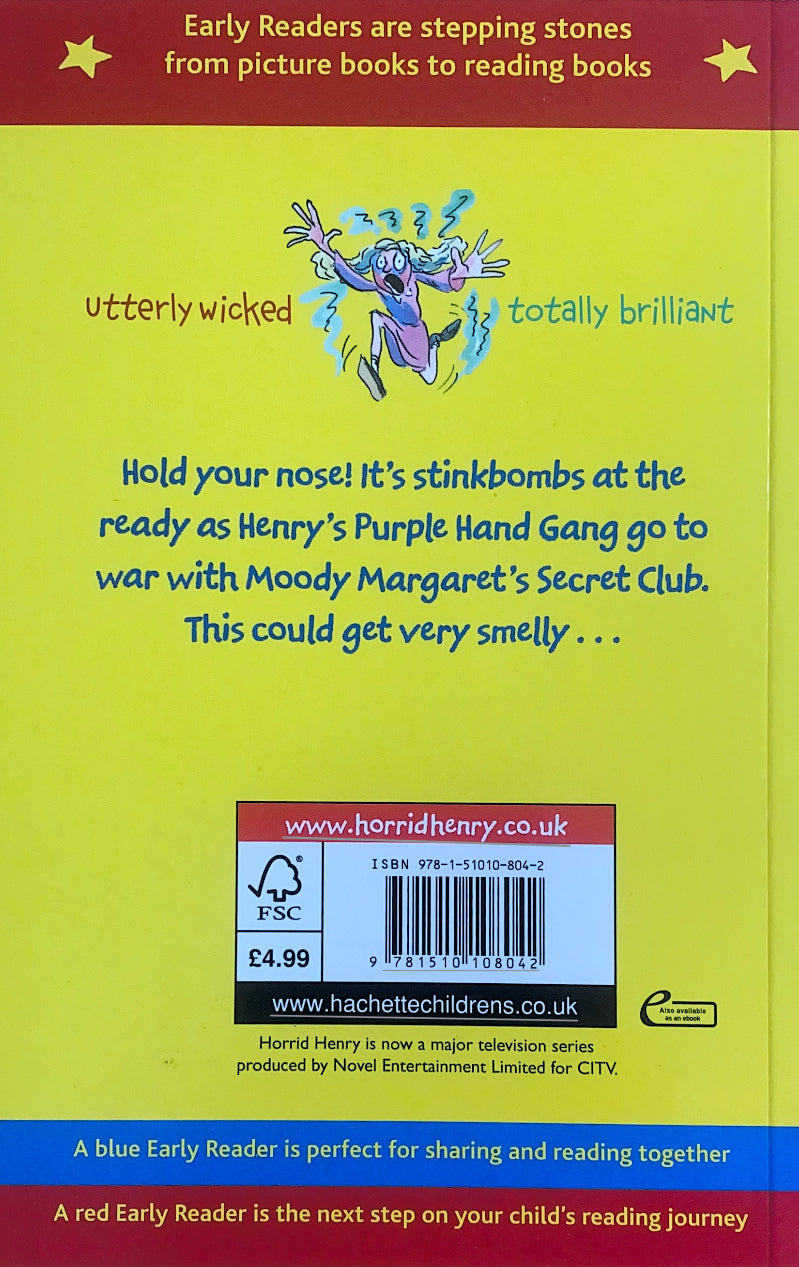 Early Readers are stepping stones
from picture books to reading books
utterly wicked
totally brilliant
Hold your nose! It's stinkbombs at the
ready as Henry's Purple Hand Gang go to
war with Moody Margaret's Secret Club.
This could get very smelly . . .
www.horridhenry.co.uk
FSC
®
£4.99
ISBN 978-1-51010-804-2
9 781510 108042
www.hachettechildrens.co.uk
e
Also available
as an ebook
Horrid Henry is now a major television series
produced by Novel Entertainment Limited for CITV.
A blue Early Reader is perfect for sharing and reading together
A red Early Reader is the next step on your child's reading journey